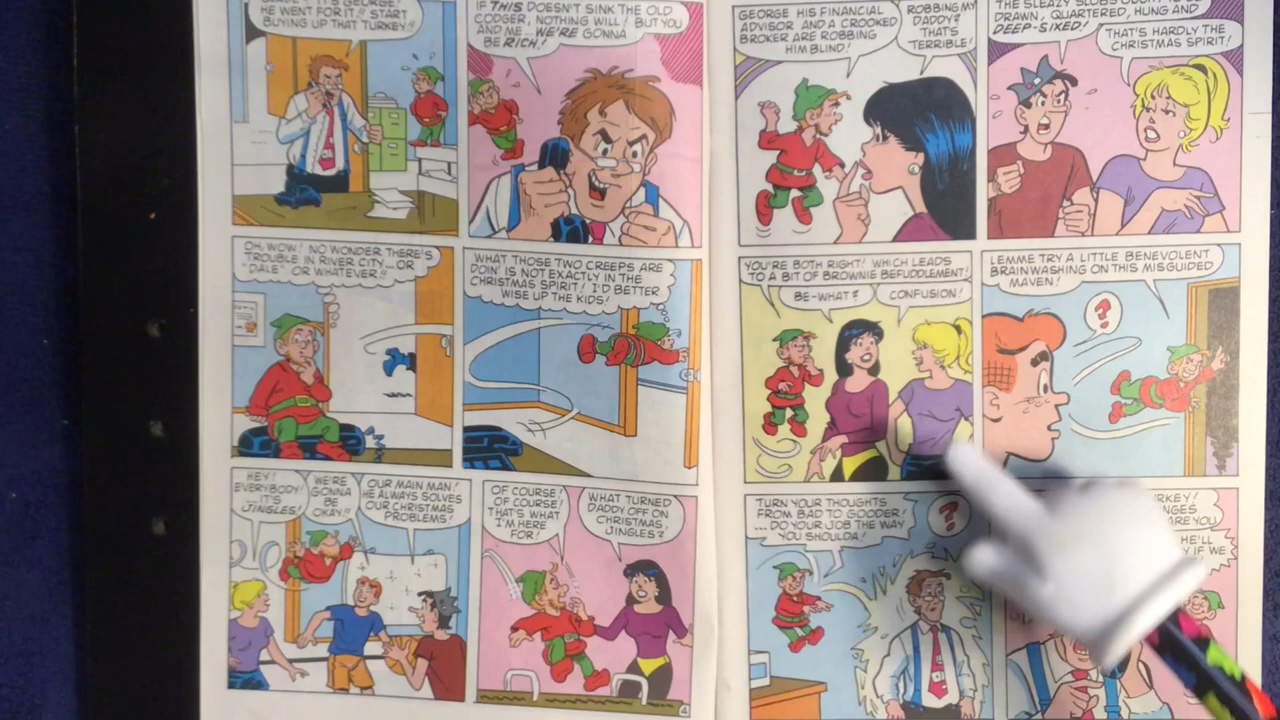 IT'S GEORGE!
HE WENT FOR IT!! START
BUYING UP THAT TURKEY!!
IF THIS DOESN'T SINK THE OLD
CODGER, NOTHING WILL! BUT YOU
AND ME... WE'RE GONNA
BE RICH!
OH, WOW! NO WONDER THERE'S
TROUBLE IN RIVER CITY... OR
"DALE" OR WHATEVER!!
WHAT THOSE TWO CREEPS ARE
DOIN' IS NOT EXACTLY IN THE
CHRISTMAS SPIRIT! I'D BETTER
WISE UP THE KIDS!
HEY!
EVERYBODY!
IT'S
JINGLES!
WE'RE
GONNA
BE
OKAY!!
OUR MAIN MAN!
HE ALWAYS SOLVES
OUR CHRISTMAS
PROBLEMS!
OF COURSE!
OF COURSE!
THAT'S WHAT
I'M HERE
FOR!
WHAT TURNED
DADDY OFF ON
CHRISTMAS,
JINGLES?
4
GEORGE HIS FINANCIAL
ADVISOR AND A CROOKED
BROKER ARE ROBBING
HIM BLIND!
ROBBING MY
DADDY?
THAT'S
TERRIBLE!
DRAWN, QUARTERED, HUNG AND
DEEP-SIXED!
THAT'S HARDLY THE
CHRISTMAS SPIRIT!
YOU'RE BOTH RIGHT! WHICH LEADS
TO A BIT OF BROWNIE BEFUDDLEMENT!
BE-WHAT?
CONFUSION!
LEMME TRY A LITTLE BENEVOLENT
BRAINWASHING ON THIS MISGUIDED
MAVEN!
?
TURN YOUR THOUGHTS
FROM BAD TO GOODER!
...DO YOUR JOB THE WAY
YOU SHOULDA!
?
ARE YOU
HE'LL
IF WE